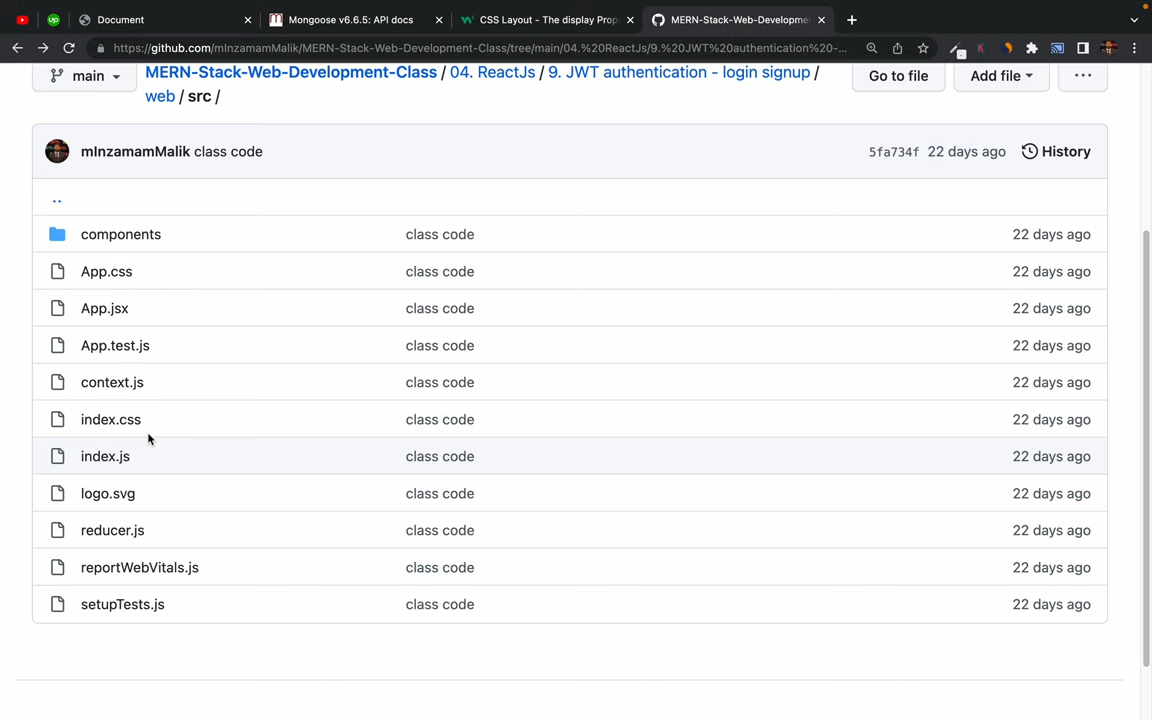 Document
Mongoose v6.6.5: API docs
CSS Layout - The display Prop
MERN-Stack-Web-Developme
https://github.com/mInzamamMalik/MERN-Stack-Web-Development-Class/tree/main/04.%20ReactJs/9.%20JWT%20authentication%20-...
main
MERN-Stack-Web-Development-Class / 04. ReactJs / 9. JWT authentication - login signup /
web / src /
Go to file
Add file
...
mInzamamMalik class code
5fa734f 22 days ago
History
..
components class code 22 days ago
App.css class code 22 days ago
App.jsx class code 22 days ago
App.test.js class code 22 days ago
context.js class code 22 days ago
index.css class code 22 days ago
index.js class code 22 days ago
logo.svg class code 22 days ago
reducer.js class code 22 days ago
reportWebVitals.js class code 22 days ago
setupTests.js class code 22 days ago